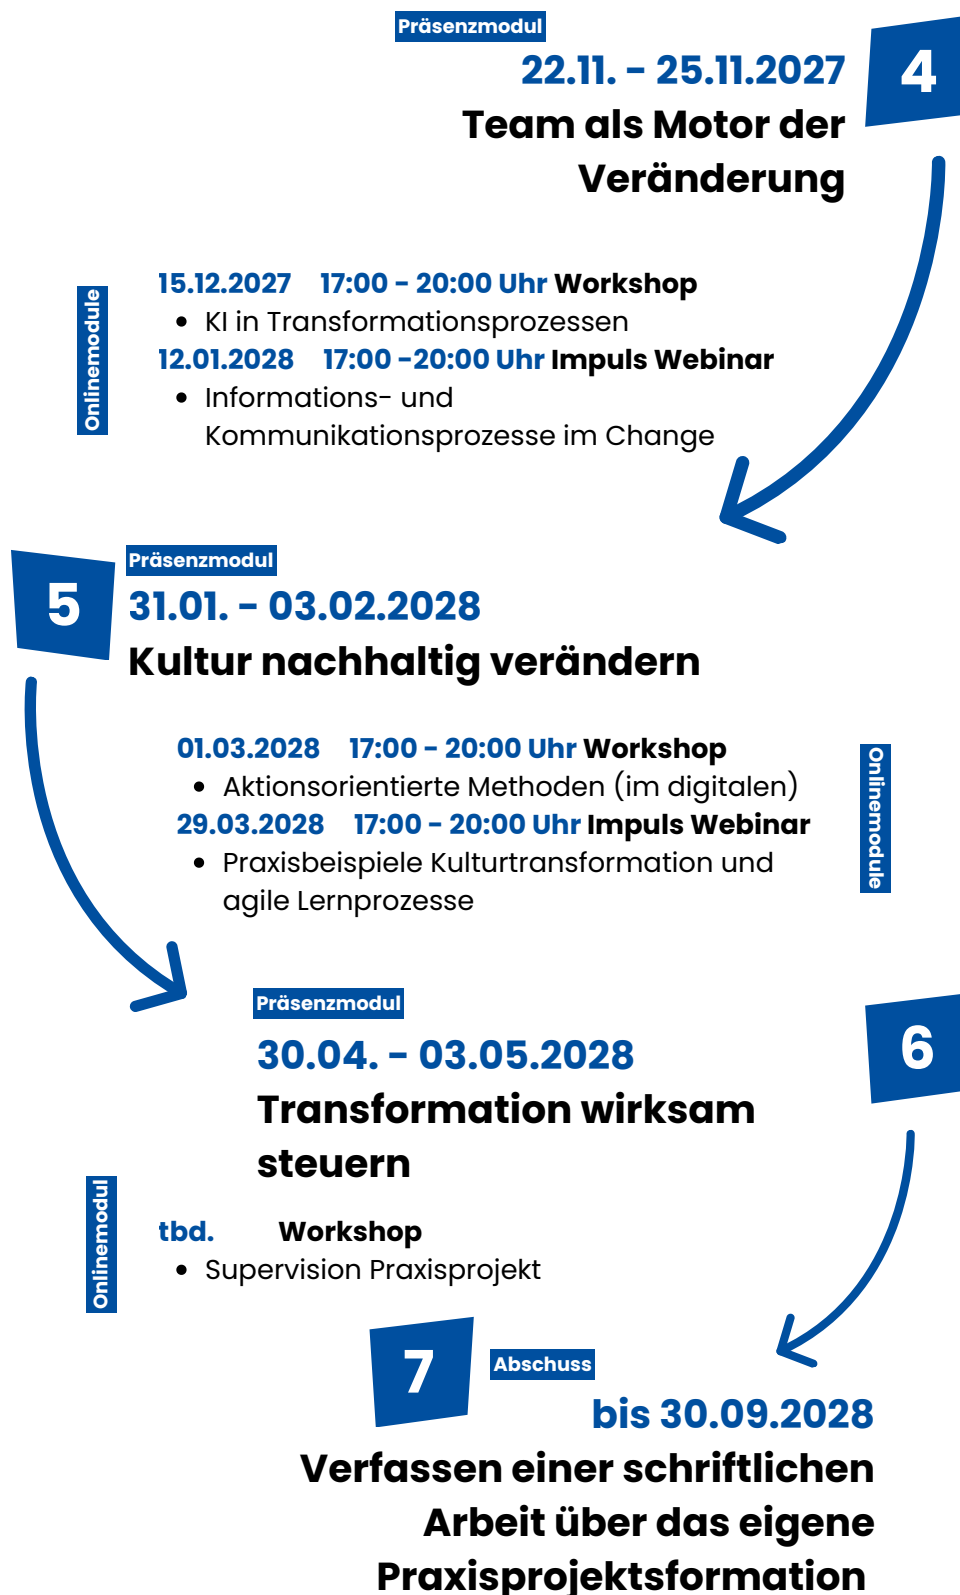 Präsenzmodul
22.11. - 25.11.2027
4
Team als Motor der
Veränderung
Onlinemodule
15.12.2027 17:00 - 20:00 Uhr Workshop
• KI in Transformationsprozessen
12.01.2028 17:00 -20:00 Uhr Impuls Webinar
• Informations- und
Kommunikationsprozesse im Change
5
Präsenzmodul
31.01. - 03.02.2028
Kultur nachhaltig verändern
01.03.2028 17:00 - 20:00 Uhr Workshop
• Aktionsorientierte Methoden (im digitalen)
29.03.2028 17:00 - 20:00 Uhr Impuls Webinar
• Praxisbeispiele Kulturtransformation und
agile Lernprozesse
Onlinemodule
Präsenzmodul
30.04. - 03.05.2028
6
Transformation wirksam
steuern
Onlinemodul
tbd. Workshop
• Supervision Praxisprojekt
7
Abschuss
bis 30.09.2028
Verfassen einer schriftlichen
Arbeit über das eigene
Praxisprojektsformation